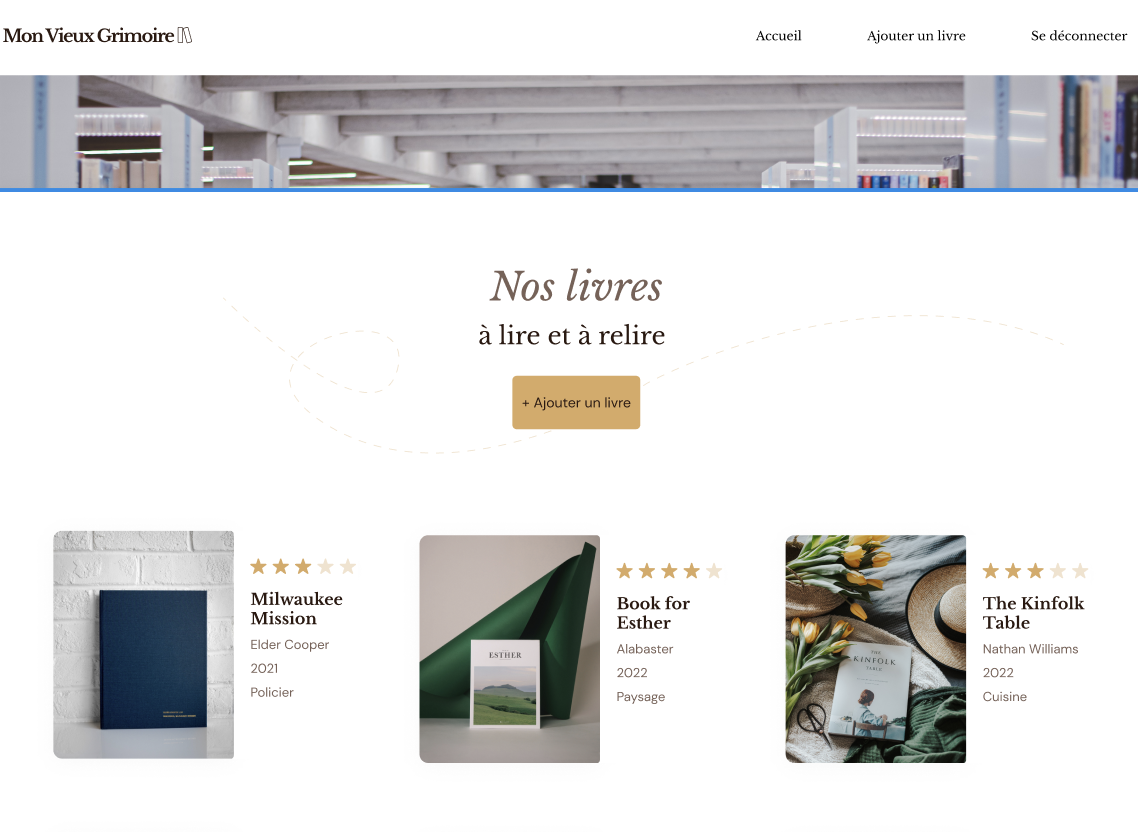 Mon Vieux Grimoire
Accueil
Ajouter un livre
Se déconnecter
Nos livres
à lire et à relire
+ Ajouter un livre
Milwaukee
Mission
Elder Cooper
2021
Policier
ESTHER
Book for
Esther
Alabaster
2022
Paysage
THE
KINFOLK
TABLE
The Kinfolk
Table
Nathan Williams
2022
Cuisine